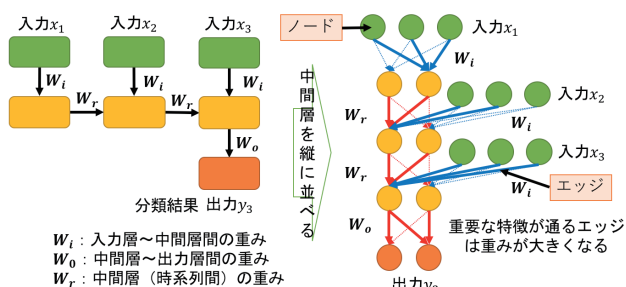 入力x₁
入力x₂
入力x₃
Wᵢ
Wᵢ
Wᵢ
Wᵣ
Wᵣ
Wₒ
分類結果 出力y₃
Wᵢ：入力層～中間層間の重み
W₀：中間層～出力層間の重み
Wᵣ：中間層（時系列間）の重み
中間層を縦に並べる
ノード
入力x₁
Wᵢ
入力x₂
Wᵣ
Wᵢ
入力x₃
Wᵣ
Wᵢ
エッジ
Wₒ
重要な特徴が通るエッジ
は重みが大きくなる